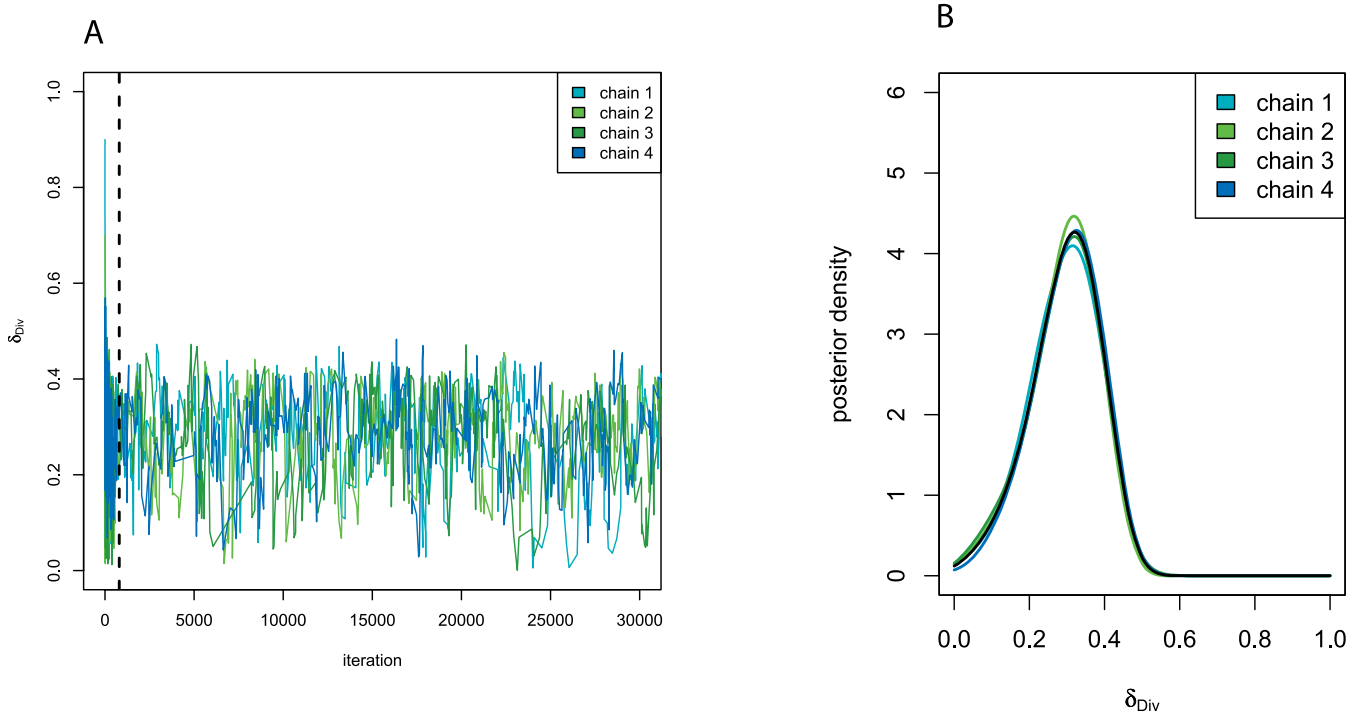 A
δDiv
1.0
0.8
0.6
0.4
0.2
0.0
0 5000 10000 15000 20000 25000 30000
iteration
chain 1
chain 2
chain 3
chain 4
B
posterior density
6
5
4
3
2
1
0
0.0 0.2 0.4 0.6 0.8 1.0
δDiv
chain 1
chain 2
chain 3
chain 4